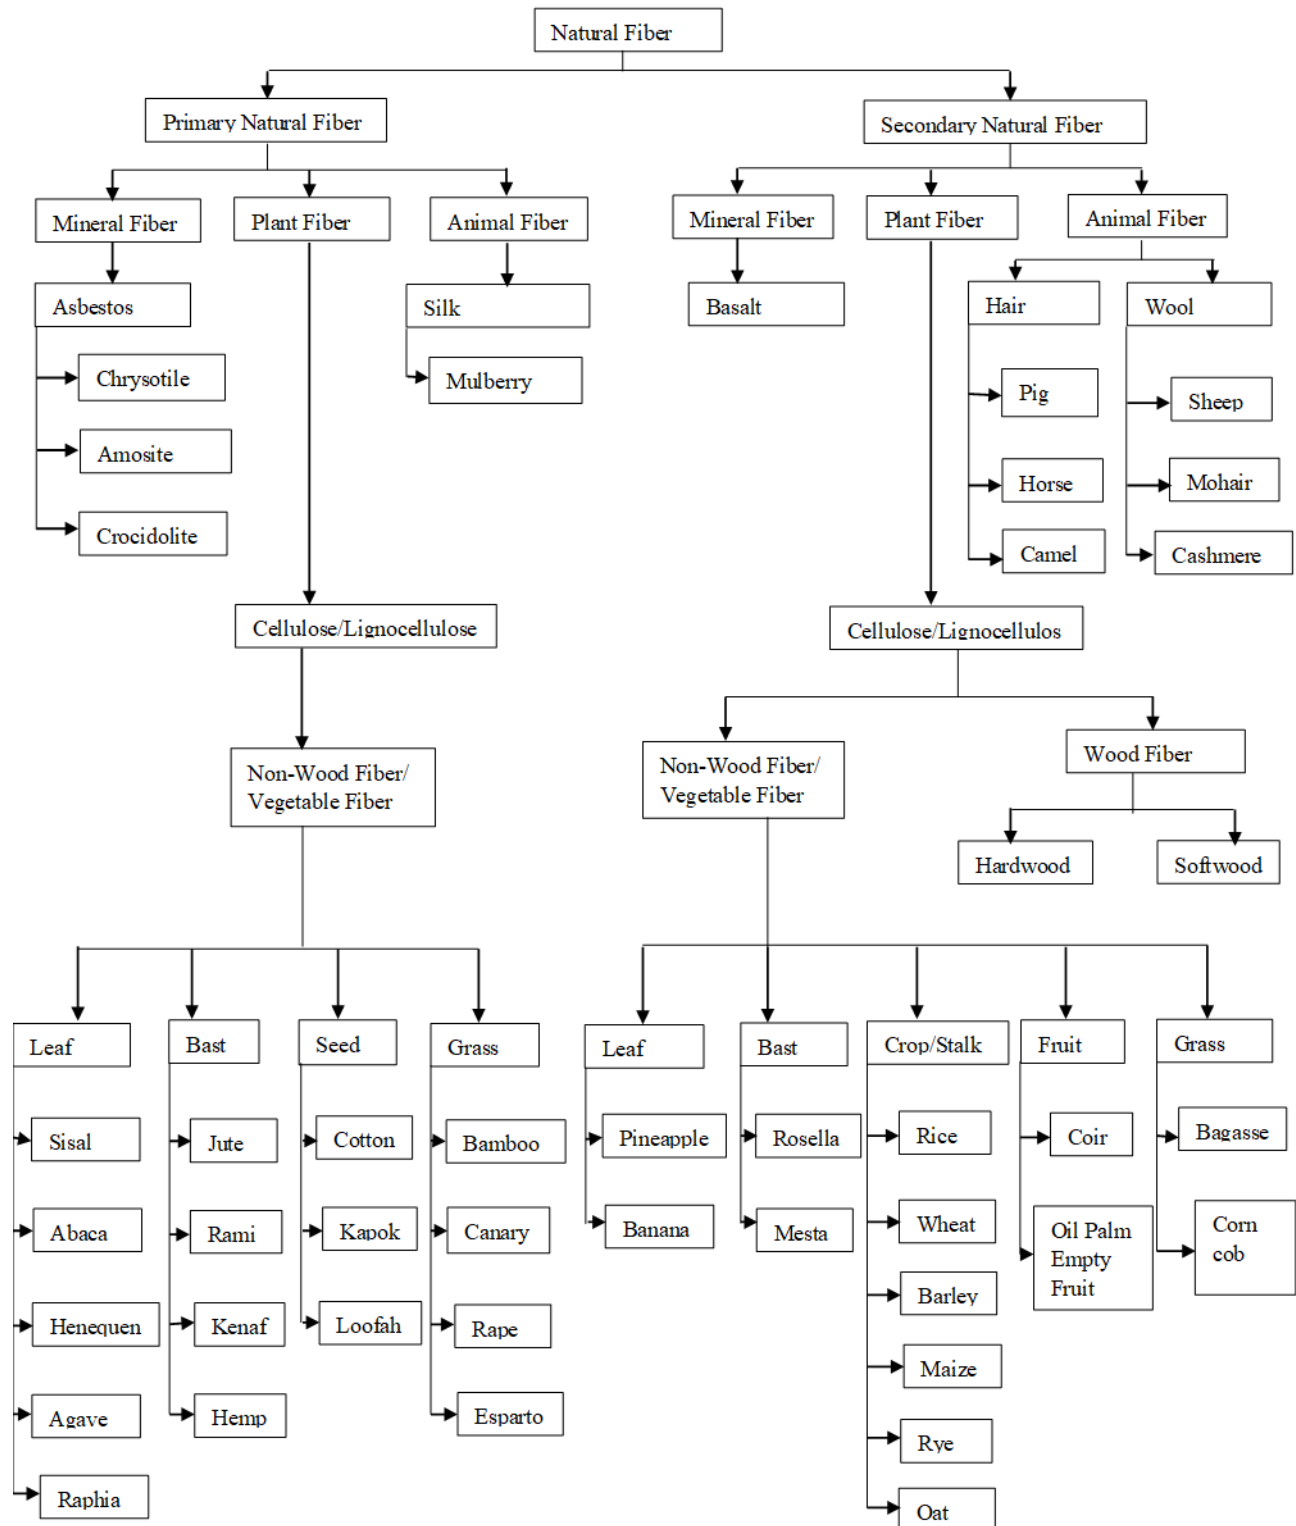 Natural Fiber
Primary Natural Fiber
Secondary Natural Fiber
Mineral Fiber
Plant Fiber
Animal Fiber
Mineral Fiber
Plant Fiber
Animal Fiber
Asbestos
Silk
Basalt
Hair
Wool
Chrysotile
Mulberry
Pig
Sheep
Amosite
Horse
Mohair
Crocidolite
Camel
Cashmere
Cellulose/Lignocellulose
Cellulose/Lignocellulos
Non-Wood Fiber/
Vegetable Fiber
Non-Wood Fiber/
Vegetable Fiber
Wood Fiber
Hardwood
Softwood
Leaf
Bast
Seed
Grass
Leaf
Bast
Crop/Stalk
Fruit
Grass
Sisal
Jute
Cotton
Bamboo
Pineapple
Rosella
Rice
Coir
Bagasse
Abaca
Rami
Kapok
Canary
Banana
Mesta
Wheat
Oil Palm
Empty
Fruit
Corn
cob
Henequen
Kenaf
Loofah
Rape
Barley
Maize
Agave
Hemp
Esparto
Rye
Raphia
Oat